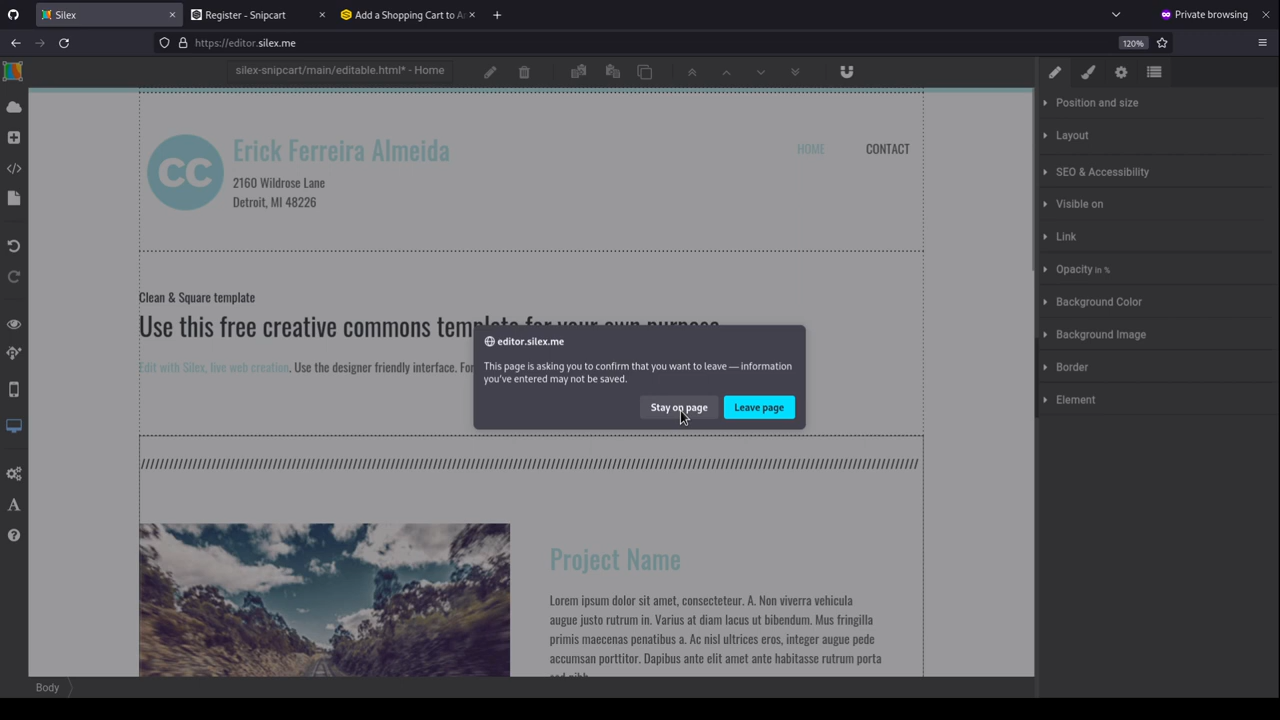 Silex
Register - Snipcart
Add a Shopping Cart to A
Private browsing
https://editor.silex.me
120%
silex-snipcart/main/editable.html* - Home
Position and size
Layout
SEO & Accessibility
Visible on
Link
Opacity in %
Background Color
Background Image
Border
Element
CC
Erick Ferreira Almeida
2160 Wildrose Lane
Detroit, MI 48226
HOME
CONTACT
Clean & Square template
Use this free creative commons template for your own purpose
Edit with Silex, live web creation. Use the designer friendly interface. For
editor.silex.me
This page is asking you to confirm that you want to leave — information
you've entered may not be saved.
Stay on page
Leave page
Project Name
Lorem ipsum dolor sit amet, consectetur. A. Non viverra vehicula
augue justo rutrum in. Varius at diam lacus ut bibendum. Mus fringilla
primis maecenas penatibus a. Ac nisl ultrices eros, integer augue pede
accumsan porttitor. Dapibus ante elit amet ante habitasse rutrum porta
Body